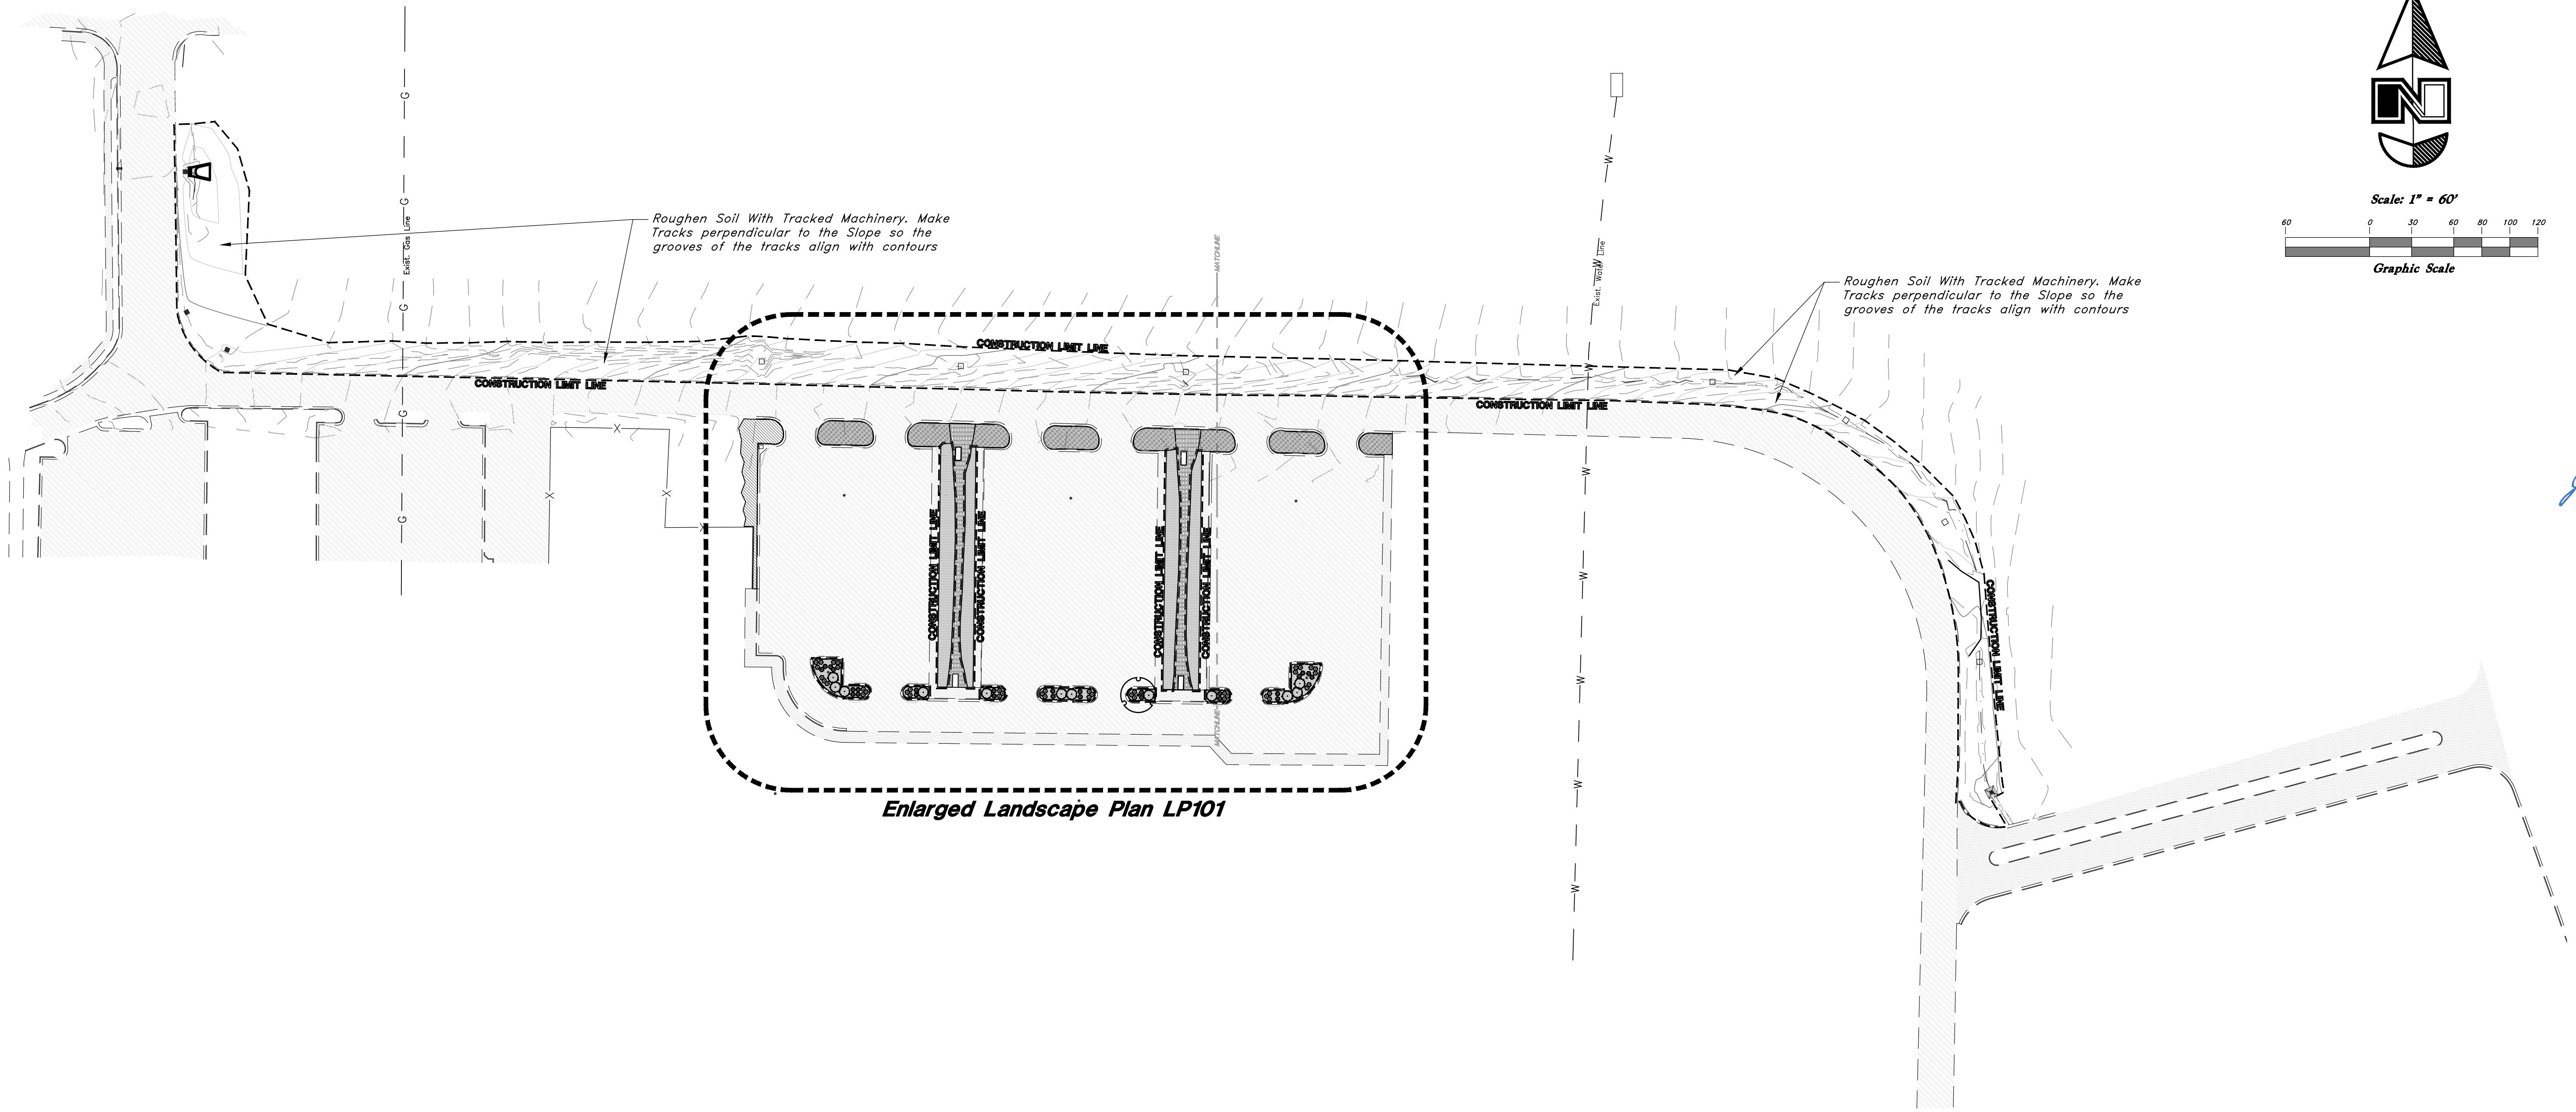 N
Scale: 1" = 60'
60 0 30 60 80 100 120
Graphic Scale
G
G
Exist. Gas Line
G
G
G
Roughen Soil With Tracked Machinery. Make
Tracks perpendicular to the Slope so the
grooves of the tracks align with contours
MATCHLINE
W
W
Exist. Water Line
Roughen Soil With Tracked Machinery. Make
Tracks perpendicular to the Slope so the
grooves of the tracks align with contours
CONSTRUCTION LIMIT LINE
CONSTRUCTION LIMIT LINE
CONSTRUCTION LIMIT LINE
W
X
X
X
X
CONSTRUCTION LIMIT LINE
CONSTRUCTION LIMIT LINE
CONSTRUCTION LIMIT LINE
CONSTRUCTION LIMIT LINE
CONSTRUCTION LIMIT LINE
W
W
W
W
W
MATCHLINE
Enlarged Landscape Plan LP101